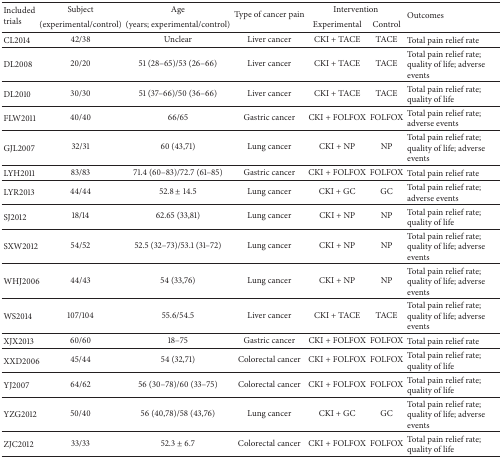 Included trials Subject Age Type of cancer pain Intervention Outcomes
(experimental/control) (years; experimental/control) Experimental Control
CL2014 42/38 Unclear Liver cancer CKI + TACE TACE Total pain relief rate
DL2008 20/20 51 (28–65)/53 (26–66) Liver cancer CKI + TACE TACE Total pain relief rate; quality of life; adverse events
DL2010 30/30 51 (37–66)/50 (36–66) Liver cancer CKI + TACE TACE Total pain relief rate; quality of life
FLW2011 40/40 66/65 Gastric cancer CKI + FOLFOX FOLFOX Total pain relief rate; adverse events
GJL2007 32/31 60 (43,71) Lung cancer CKI + NP NP Total pain relief rate; quality of life; adverse events
LYH2011 83/83 71.4 (60–83)/72.7 (61–85) Gastric cancer CKI + FOLFOX FOLFOX Total pain relief rate
LYR2013 44/44 52.8 ± 14.5 Lung cancer CKI + GC GC Total pain relief rate; adverse events
SJ2012 18/14 62.65 (33,81) Lung cancer CKI + NP NP Total pain relief rate; quality of life
SXW2012 54/52 52.5 (32–73)/53.1 (31–72) Lung cancer CKI + NP NP Total pain relief rate; quality of life; adverse events
WHJ2006 44/43 54 (33,76) Lung cancer CKI + NP NP Total pain relief rate; quality of life; adverse events
WS2014 107/104 55.6/54.5 Liver cancer CKI + TACE TACE Total pain relief rate; quality of life; adverse events
XJX2013 60/60 18–75 Gastric cancer CKI + FOLFOX FOLFOX Total pain relief rate
XXD2006 45/44 54 (32,71) Colorectal cancer CKI + FOLFOX FOLFOX Total pain relief rate; quality of life
YJ2007 64/62 56 (30–78)/60 (33–75) Colorectal cancer CKI + FOLFOX FOLFOX Total pain relief rate; quality of life
YZG2012 50/40 56 (40,78)/58 (43,76) Lung cancer CKI + GC GC Total pain relief rate; quality of life; adverse events
ZJC2012 33/33 52.3 ± 6.7 Colorectal cancer CKI + FOLFOX FOLFOX Total pain relief rate; quality of life